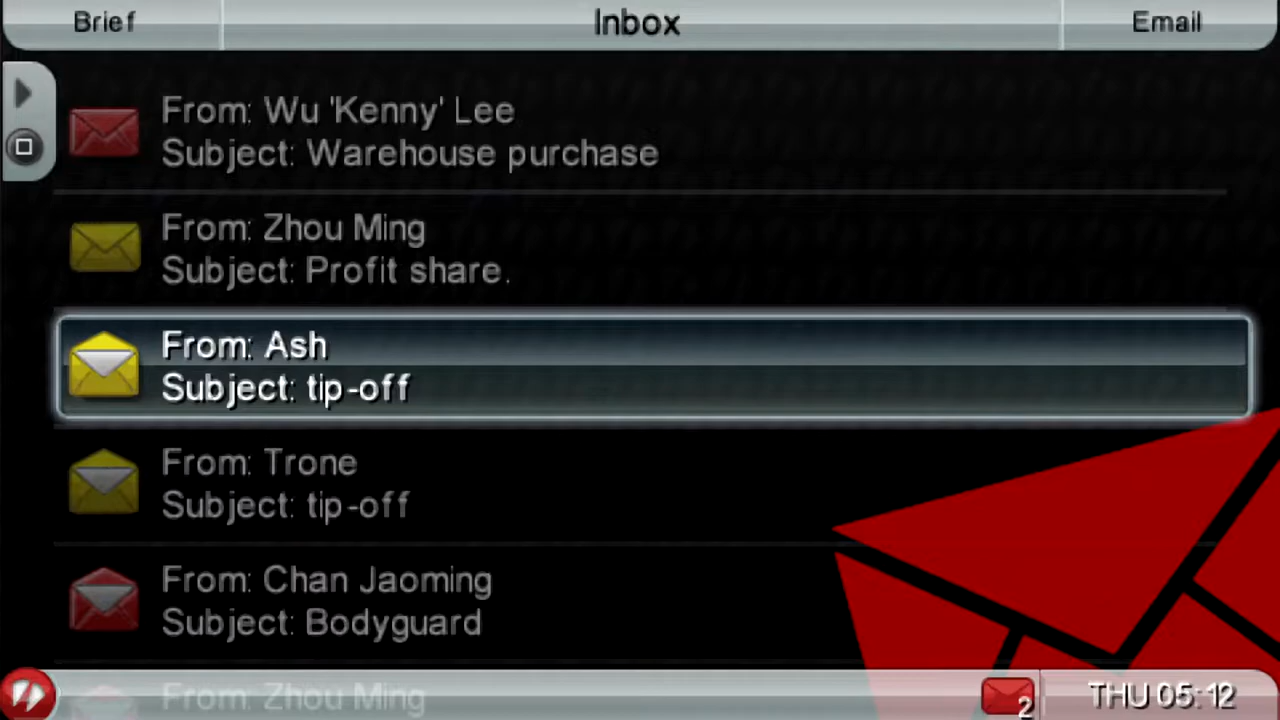 Brief
Inbox
Email
From: Wu 'Kenny' Lee
Subject: Warehouse purchase
From: Zhou Ming
Subject: Profit share.
From: Ash
Subject: tip-off
From: Trone
Subject: tip-off
From: Chan Jaoming
Subject: Bodyguard
From: Zhou Ming
2
THU 05:12